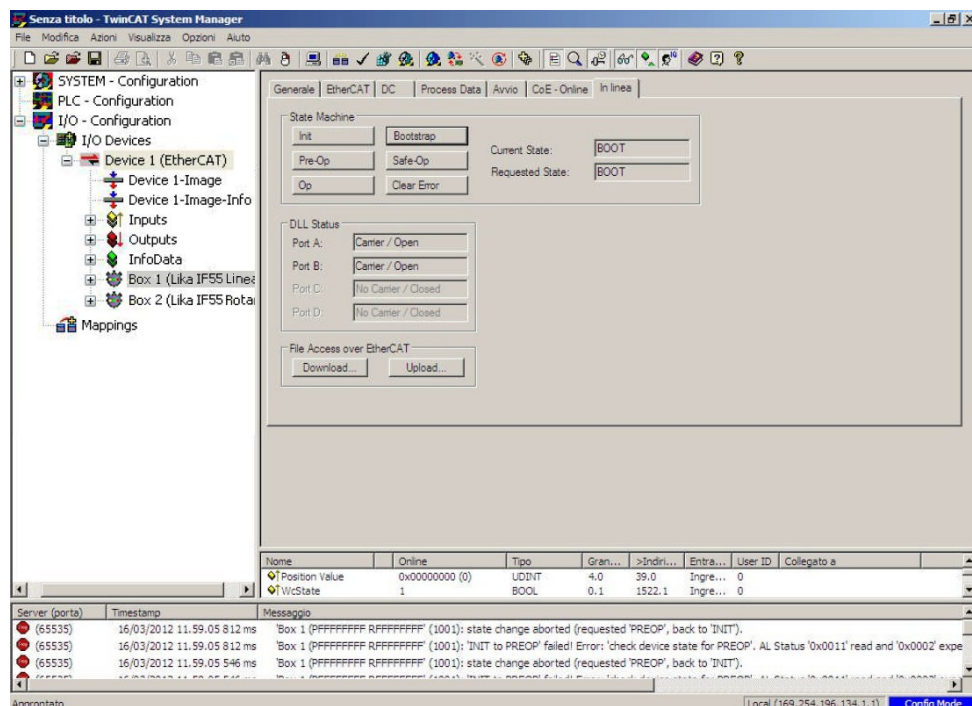 Senza titolo - TwinCAT System Manager
File Modifica Azioni Visualizza Opzioni Aiuto
SYSTEM - Configuration
PLC - Configuration
I/O - Configuration
I/O Devices
Device 1 (EtherCAT)
Device 1-Image
Device 1-Image-Info
Inputs
Outputs
InfoData
Box 1 (Lika IF55 Linea
Box 2 (Lika IF55 Rota
Mappings
Generale EtherCAT DC Process Data Avvio CoE - Online In linea
State Machine
Init Bootstrap
Pre-Op Safe-Op
Op Clear Error
Current State: BOOT
Requested State: BOOT
DLL Status
Port A: Carrier / Open
Port B: Carrier / Open
Port C: No Carrier / Closed
Port D: No Carrier / Closed
File Access over EtherCAT
Download... Upload...
Nome Online Tipo Gran... >Indiri... Entra... User ID Collegato a
Position Value 0x00000000 (0) UDINT 4.0 39.0 Ingre... 0
WcState 1 BOOL 0.1 1522.1 Ingre... 0
Server (porta) Timestamp Messaggio
(65535) 16/03/2012 11.59.05 812 ms 'Box 1 (PFFFFFFFF RFFFFFFFF' (1001): state change aborted (requested 'PREOP', back to 'INIT').
(65535) 16/03/2012 11.59.05 812 ms 'Box 1 (PFFFFFFFF RFFFFFFFF' (1001): 'INIT to PREOP' failed! Error: 'check device state for PREOP'. AL Status '0x0011' read and '0x0002' expe
(65535) 16/03/2012 11.59.05 546 ms 'Box 1 (PFFFFFFFF RFFFFFFFF' (1001): state change aborted (requested 'PREOP', back to 'INIT').
Approntato Local (169.254.196.134.1.1) Config Mode